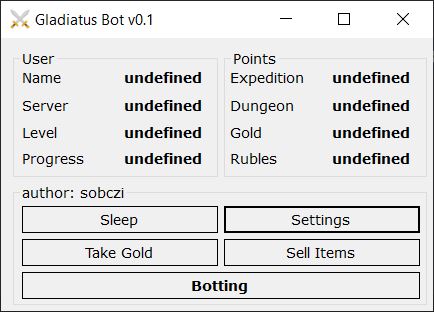 Gladiatus Bot v0.1
User
Name undefined
Server undefined
Level undefined
Progress undefined
Points
Expedition undefined
Dungeon undefined
Gold undefined
Rubles undefined
author: sobczi
Sleep
Settings
Take Gold
Sell Items
Botting